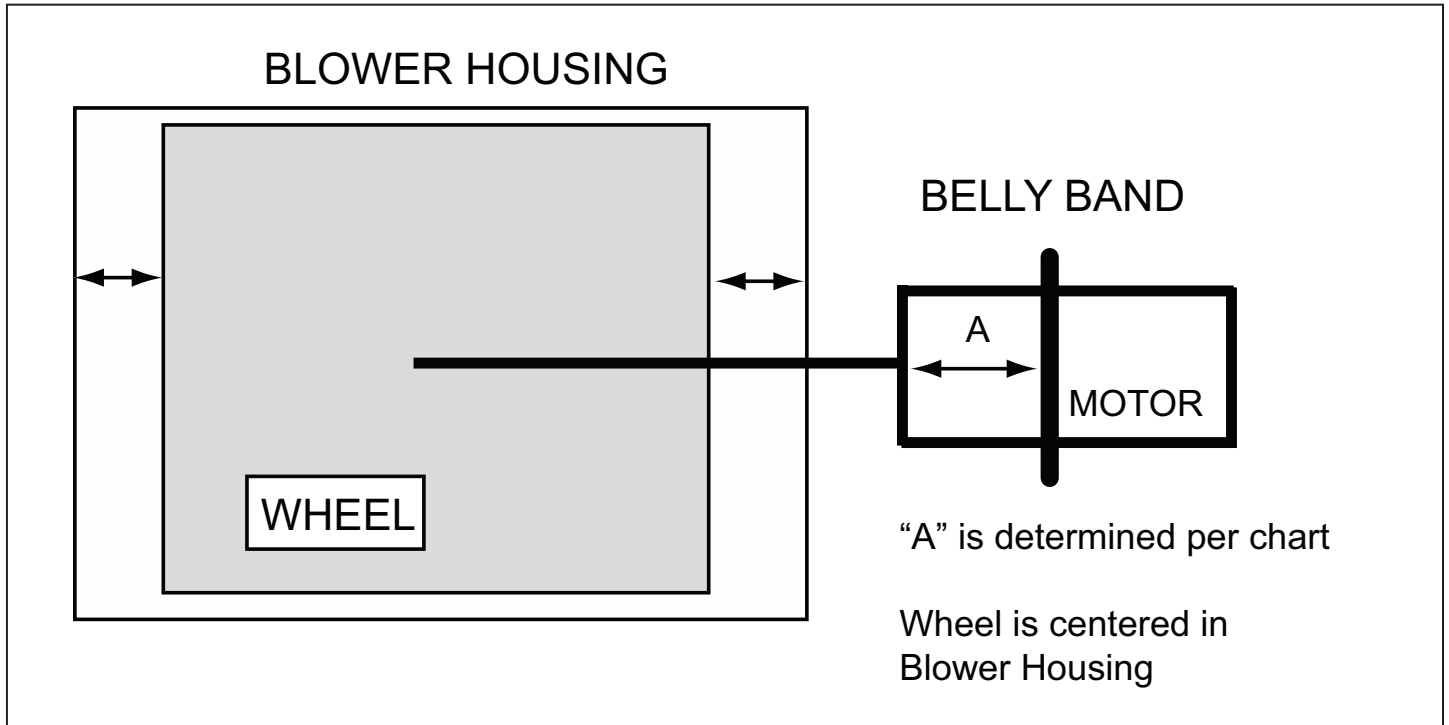 BLOWER HOUSING
BELLY BAND
A
MOTOR
WHEEL
“A” is determined per chart
Wheel is centered in
Blower Housing